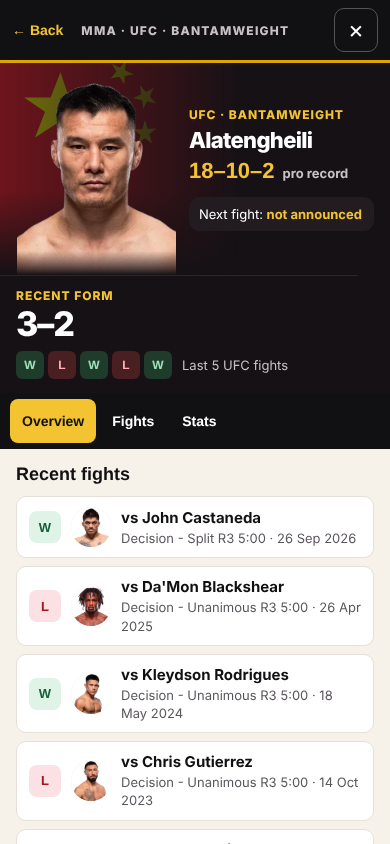 ← Back
MMA · UFC · BANTAMWEIGHT
×
UFC · BANTAMWEIGHT
Alatengheili
18–10–2 pro record
Next fight: not announced
RECENT FORM
3–2
W L W L W Last 5 UFC fights
Overview Fights Stats
Recent fights
W
vs John Castaneda
Decision - Split R3 5:00 · 26 Sep 2026
L
vs Da'Mon Blackshear
Decision - Unanimous R3 5:00 · 26 Apr
2025
W
vs Kleydson Rodrigues
Decision - Unanimous R3 5:00 · 18
May 2024
L
vs Chris Gutierrez
Decision - Unanimous R3 5:00 · 14 Oct
2023